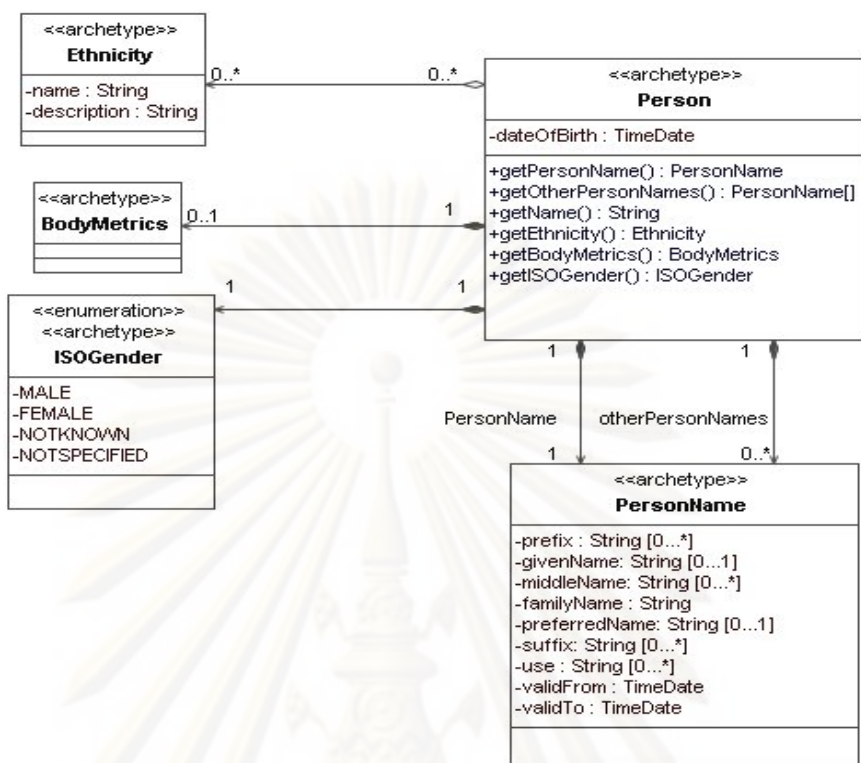 <<archetype>>
Ethnicity
-name : String
-description : String
0..*
0..*
<<archetype>>
Person
-dateOfBirth : TimeDate
+getPersonName() : PersonName
+getOtherPersonNames() : PersonName[]
+getName() : String
+getEthnicity() : Ethnicity
+getBodyMetrics() : BodyMetrics
+getISOGender() : ISOGender
<<archetype>>
BodyMetrics
0..1
1
<<enumeration>>
<<archetype>>
ISOGender
-MALE
-FEMALE
-NOTKNOWN
-NOTSPECIFIED
1
1
1
1
PersonName
otherPersonNames
1
0..*
<<archetype>>
PersonName
-prefix : String [0...*]
-givenName: String [0...1]
-middleName: String [0...*]
-familyName : String
-preferredName: String [0...1]
-suffix: String [0...*]
-use : String [0...*]
-validFrom : TimeDate
-validTo : TimeDate